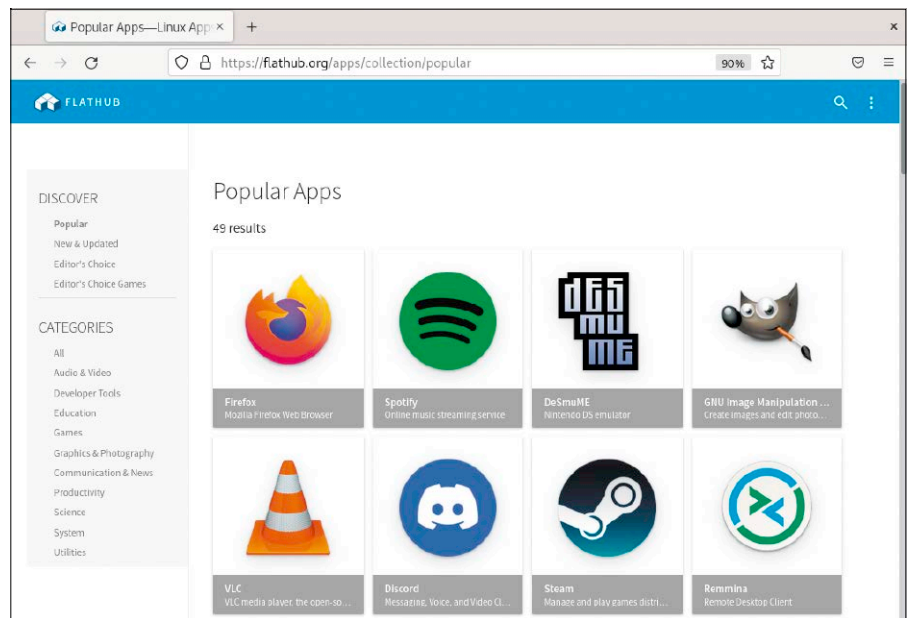 Popular Apps—Linux App ×
+
×
https://flathub.org/apps/collection/popular
90%
FLATHUB
DISCOVER
Popular
New & Updated
Editor's Choice
Editor's Choice Games
CATEGORIES
All
Audio & Video
Developer Tools
Education
Games
Graphics & Photography
Communication & News
Productivity
Science
System
Utilities
Popular Apps
49 results
Firefox
Mozilla Firefox Web Browser
Spotify
Online music streaming service
DeSmuME
DeSmuME
Nintendo DS emulator
GNU Image Manipulation ...
Create images and edit photo...
VLC
VLC media player, the open-so...
Discord
Messaging, Voice, and Video Cl...
Steam
Manage and play games distri...
Remmina
Remote Desktop Client